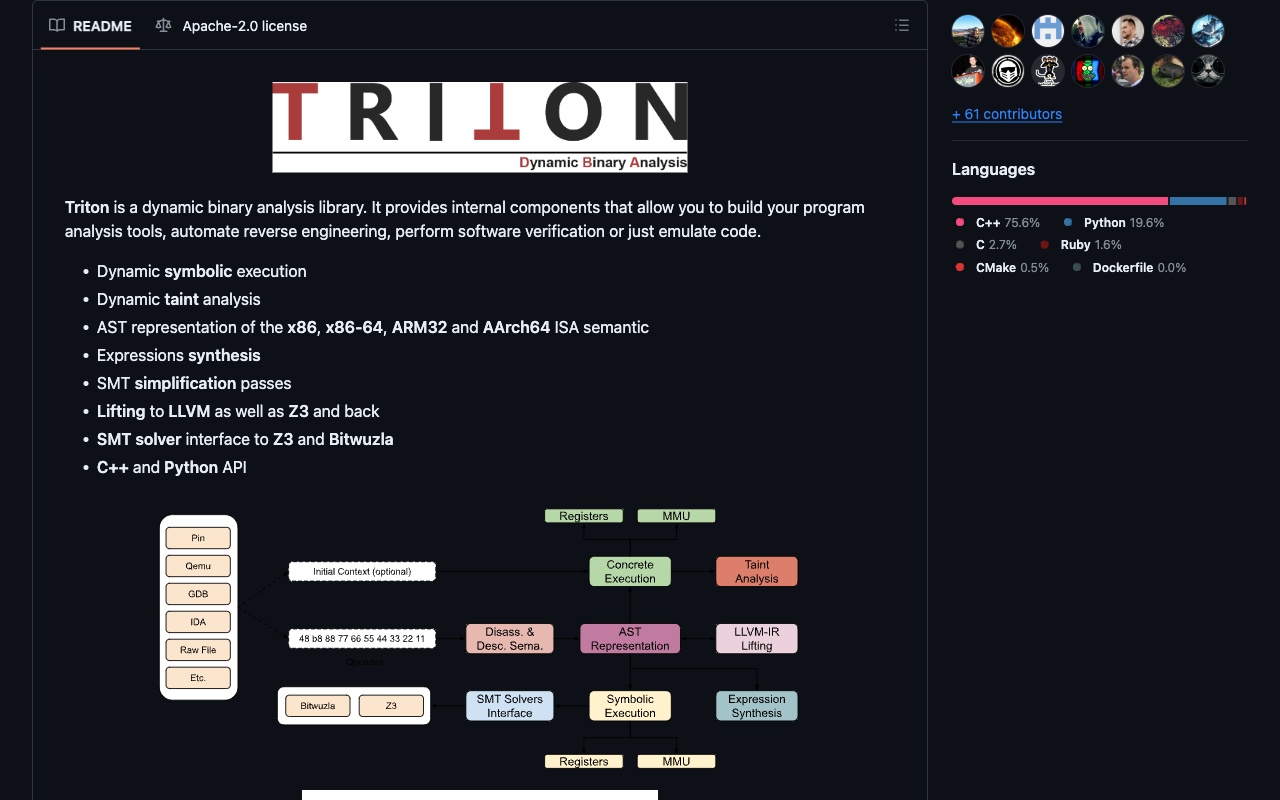 README
Apache-2.0 license
TRITON
Dynamic Binary Analysis
Triton is a dynamic binary analysis library. It provides internal components that allow you to build your program
analysis tools, automate reverse engineering, perform software verification or just emulate code.
• Dynamic symbolic execution
• Dynamic taint analysis
• AST representation of the x86, x86-64, ARM32 and AArch64 ISA semantic
• Expressions synthesis
• SMT simplification passes
• Lifting to LLVM as well as Z3 and back
• SMT solver interface to Z3 and Bitwuzla
• C++ and Python API
Pin
Qemu
GDB
IDA
Raw File
Etc.
Initial Context (optional)
48 b8 88 77 66 55 44 33 22 11
Opcodes
Bitwuzla
Z3
Registers
MMU
Concrete
Execution
Taint
Analysis
Disass. &
Desc. Sema.
AST
Representation
LLVM-IR
Lifting
SMT Solvers
Interface
Symbolic
Execution
Expression
Synthesis
Registers
MMU
+ 61 contributors
Languages
C++ 75.6%
Python 19.6%
C 2.7%
Ruby 1.6%
CMake 0.5%
Dockerfile 0.0%